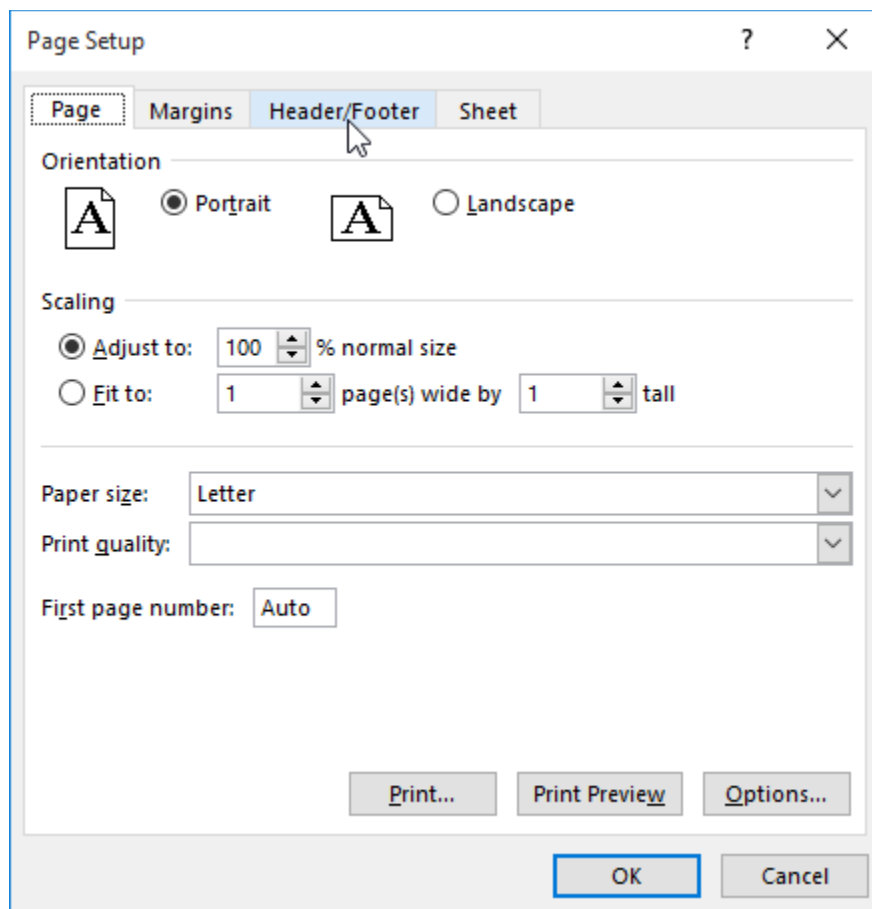 Page Setup ?
Page Margins Header/Footer Sheet
Orientation
A Portrait A Landscape
Scaling
Adjust to: 100 % normal size
Fit to: 1 page(s) wide by 1 tall
Paper size: Letter
Print quality:
First page number: Auto
Print... Print Preview Options...
OK Cancel